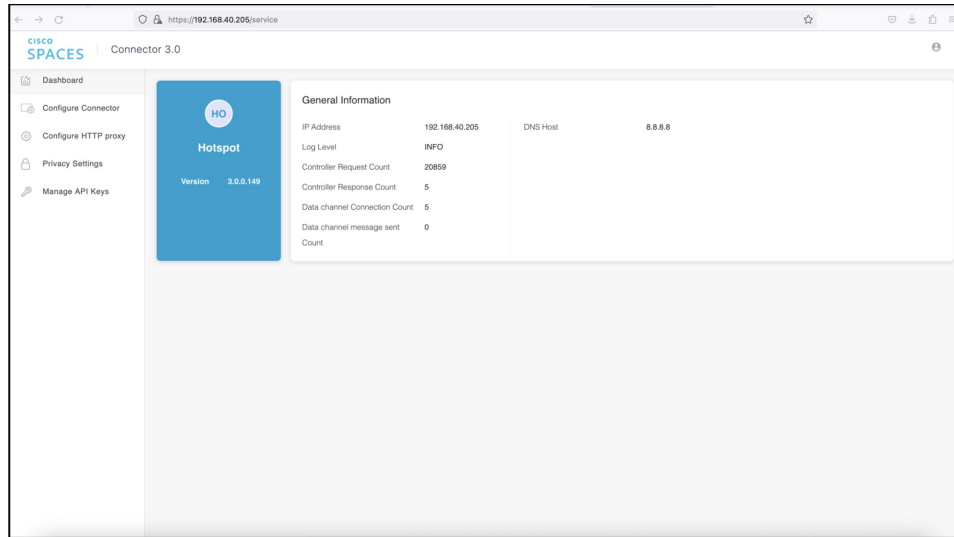 https://192.168.40.205/service
CISCO
SPACES
Connector 3.0
Dashboard
Configure Connector
Configure HTTP proxy
Privacy Settings
Manage API Keys
HO
Hotspot
Version 3.0.0.149
General Information
IP Address 192.168.40.205
Log Level INFO
Controller Request Count 20859
Controller Response Count 5
Data channel Connection Count 5
Data channel message sent 0
Count
DNS Host 8.8.8.8